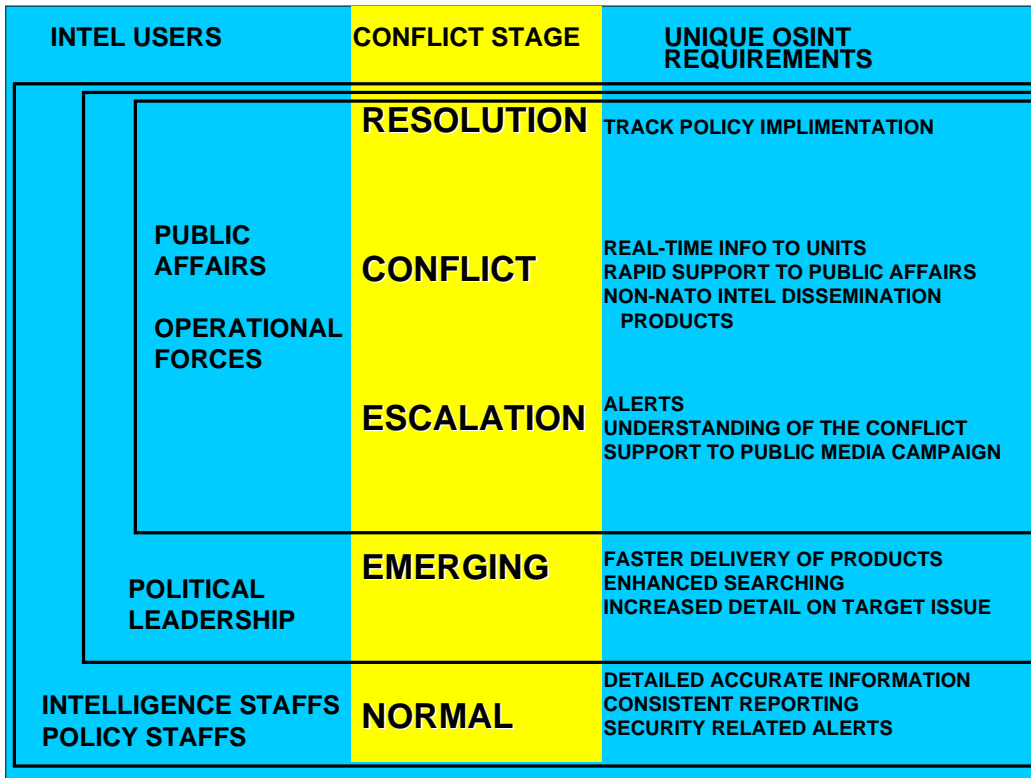 INTEL USERS
CONFLICT STAGE
UNIQUE OSINT
REQUIREMENTS
RESOLUTION
TRACK POLICY IMPLIMENTATION
PUBLIC
AFFAIRS
OPERATIONAL
FORCES
CONFLICT
REAL-TIME INFO TO UNITS
RAPID SUPPORT TO PUBLIC AFFAIRS
NON-NATO INTEL DISSEMINATION
PRODUCTS
ESCALATION
ALERTS
UNDERSTANDING OF THE CONFLICT
SUPPORT TO PUBLIC MEDIA CAMPAIGN
POLITICAL
LEADERSHIP
EMERGING
FASTER DELIVERY OF PRODUCTS
ENHANCED SEARCHING
INCREASED DETAIL ON TARGET ISSUE
INTELLIGENCE STAFFS
POLICY STAFFS
NORMAL
DETAILED ACCURATE INFORMATION
CONSISTENT REPORTING
SECURITY RELATED ALERTS